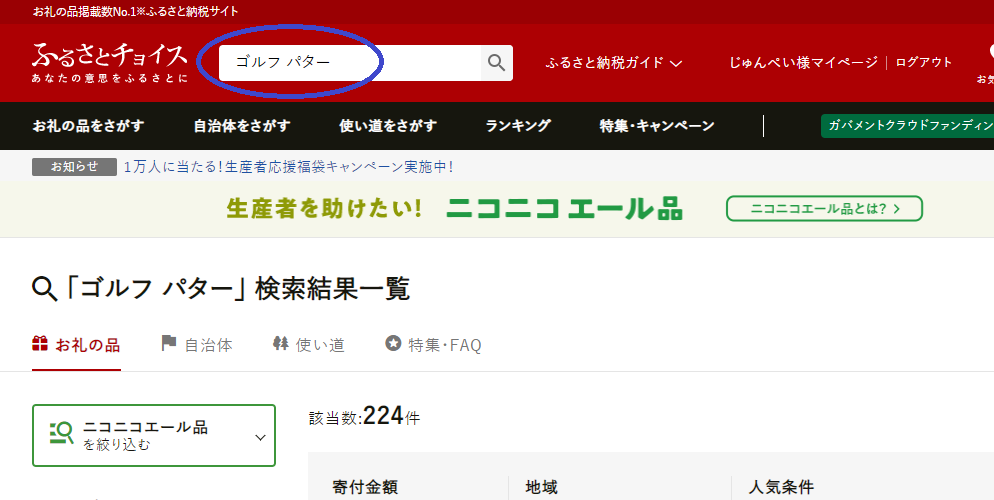 お礼の品掲載数No.1※ふるさと納税サイト
ふるさとチョイス
あなたの意思をふるさとに
ゴルフ パター
ふるさと納税ガイド
じゅんぺい様マイページ
ログアウト
お気
お礼の品をさがす
自治体をさがす
使い道をさがす
ランキング
特集・キャンペーン
ガバメントクラウドファンディン
お知らせ
1万人に当たる!生産者応援福袋キャンペーン実施中!
生産者を助けたい! ニコニコ エール品
ニコニコエール品とは?
「ゴルフ パター」検索結果一覧
お礼の品
自治体
使い道
特集・FAQ
ニコニコエール品
を絞り込む
該当数:224件
寄付金額
地域
人気条件